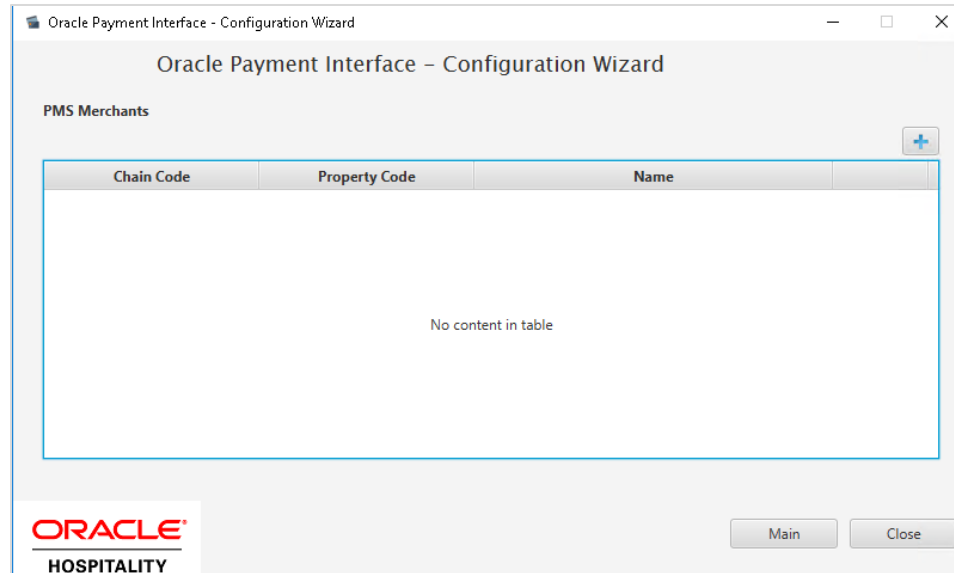 Oracle Payment Interface - Configuration Wizard
Oracle Payment Interface – Configuration Wizard
PMS Merchants
Chain Code Property Code Name
No content in table
ORACLE®
HOSPITALITY
Main Close